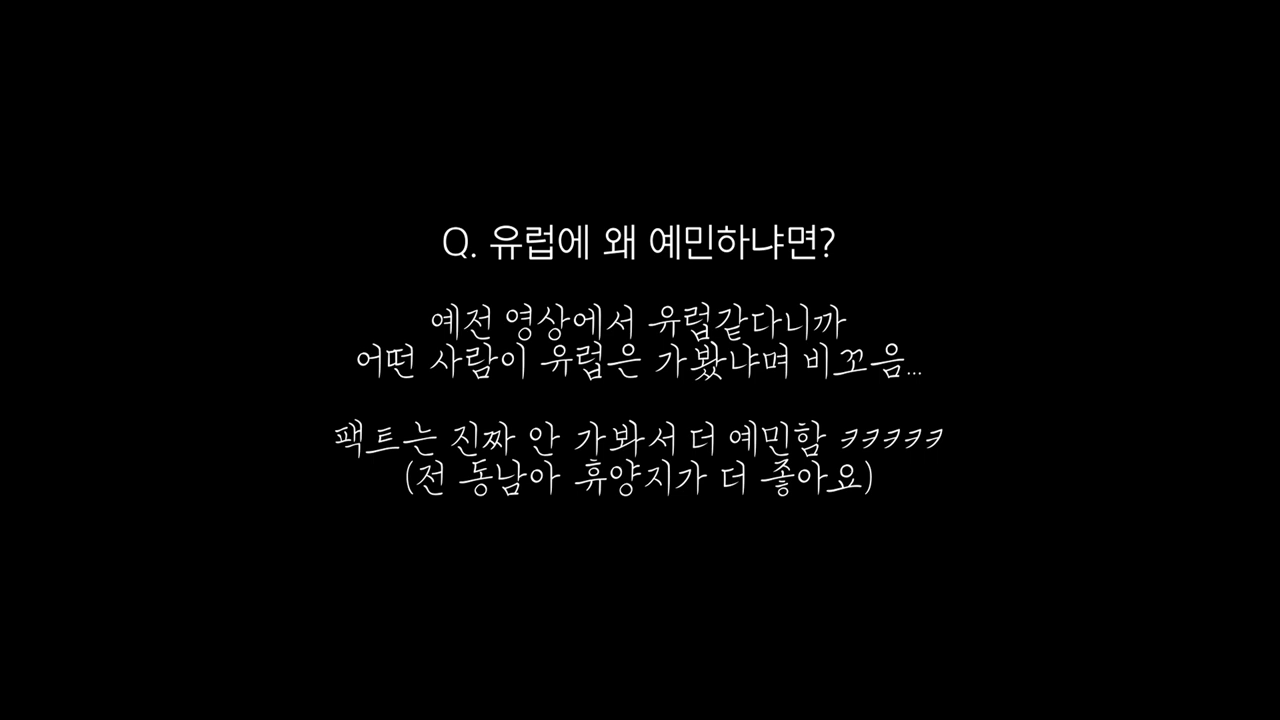 Q. 유럽에 왜 예민하냐면?
예전 영상에서 유럽같다니까
어떤 사람이 유럽은 가봤냐며 비꼬음...
팩트는 진짜 안 가봐서 더 예민함 ㅋㅋㅋㅋㅋ
(전 동남아 휴양지가 더 좋아요)